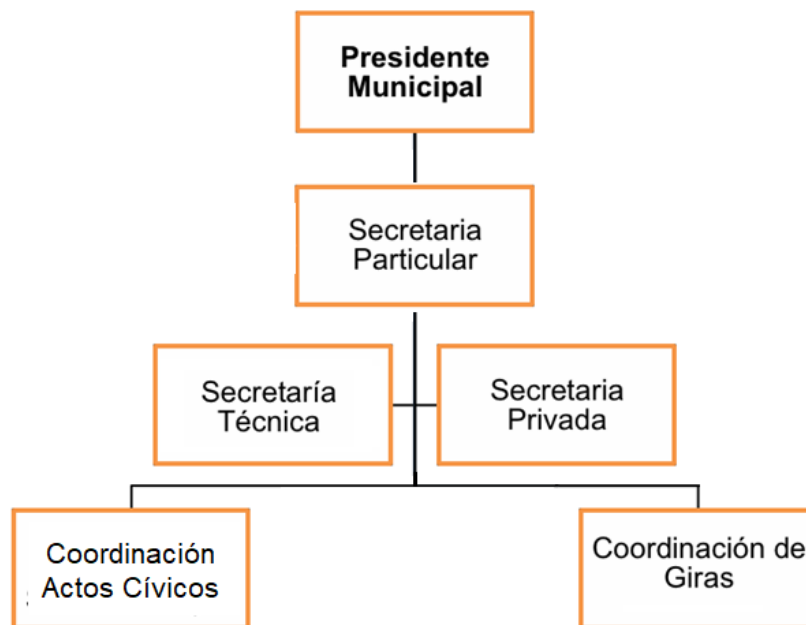 Presidente
Municipal
Secretaria
Particular
Secretaría
Técnica
Secretaria
Privada
Coordinación
Actos Cívicos
Coordinación de
Giras